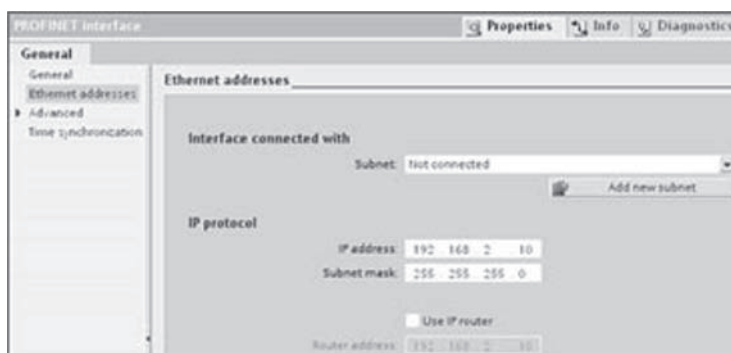 PROFINET interface
Properties Info Diagnostics
General
General
Ethernet addresses
Advanced
Time synchronization
Ethernet addresses
Interface connected with
Subnet: Not connected
Add new subnet
IP protocol
IP address: 192 . 168 . 2 . 10
Subnet mask: 255 . 255 . 255 . 0
Use IP router
Router address: 192 . 168 . 2 . 10